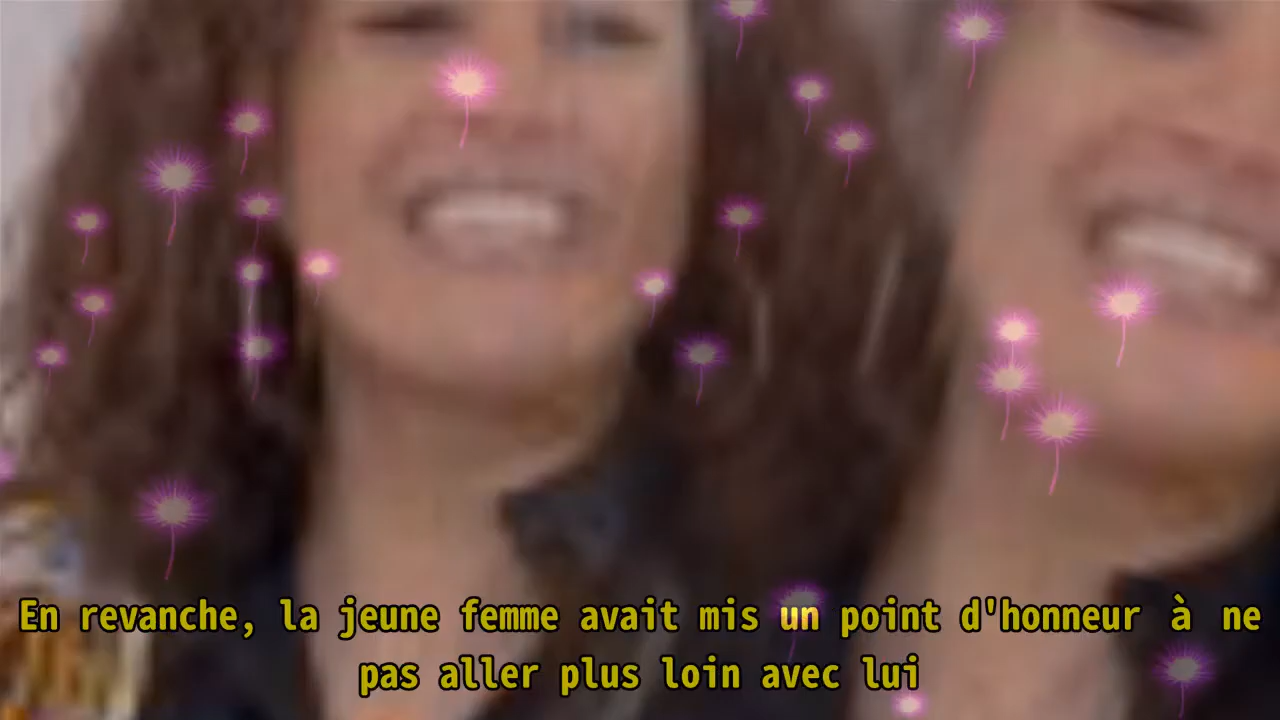 En revanche, la jeune femme avait mis un point d'honneur à ne
pas aller plus loin avec lui